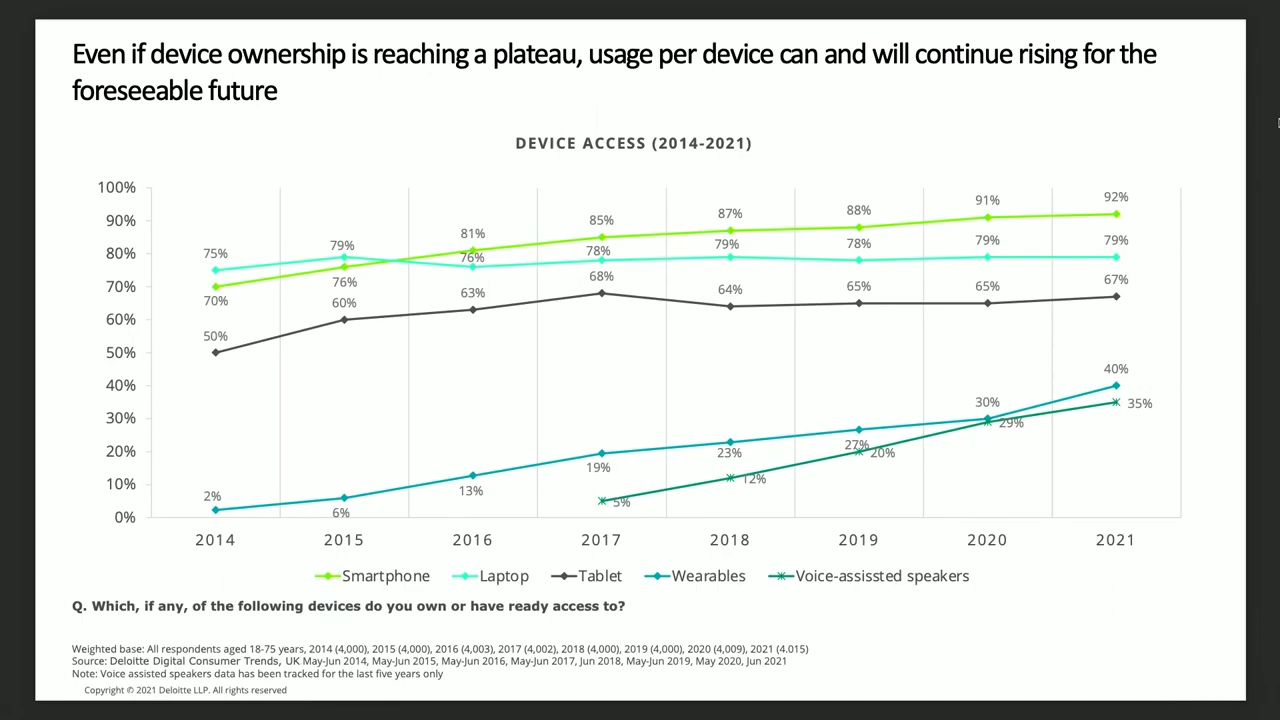 Even if device ownership is reaching a plateau, usage per device can and will continue rising for the
foreseeable future
DEVICE ACCESS (2014-2021)
100%
90%
80%
70%
60%
50%
40%
30%
20%
10%
0%
75% 79% 81% 85% 87% 88% 91% 92%
70% 76% 76% 78% 79% 78% 79% 79%
50% 60% 63% 68% 64% 65% 65% 67%
2% 6% 13% 19% 23% 27% 30% 40%
5% 12% 20% 29% 35%
2014 2015 2016 2017 2018 2019 2020 2021
Smartphone Laptop Tablet Wearables Voice-assissted speakers
Q. Which, if any, of the following devices do you own or have ready access to?
Weighted base: All respondents aged 18-75 years, 2014 (4,000), 2015 (4,000), 2016 (4,003), 2017 (4,002), 2018 (4,000), 2019 (4,000), 2020 (4,009), 2021 (4.015)
Source: Deloitte Digital Consumer Trends, UK May-Jun 2014, May-Jun 2015, May-Jun 2016, May-Jun 2017, Jun 2018, May-Jun 2019, May 2020, Jun 2021
Note: Voice assisted speakers data has been tracked for the last five years only
Copyright © 2021 Deloitte LLP. All rights reserved